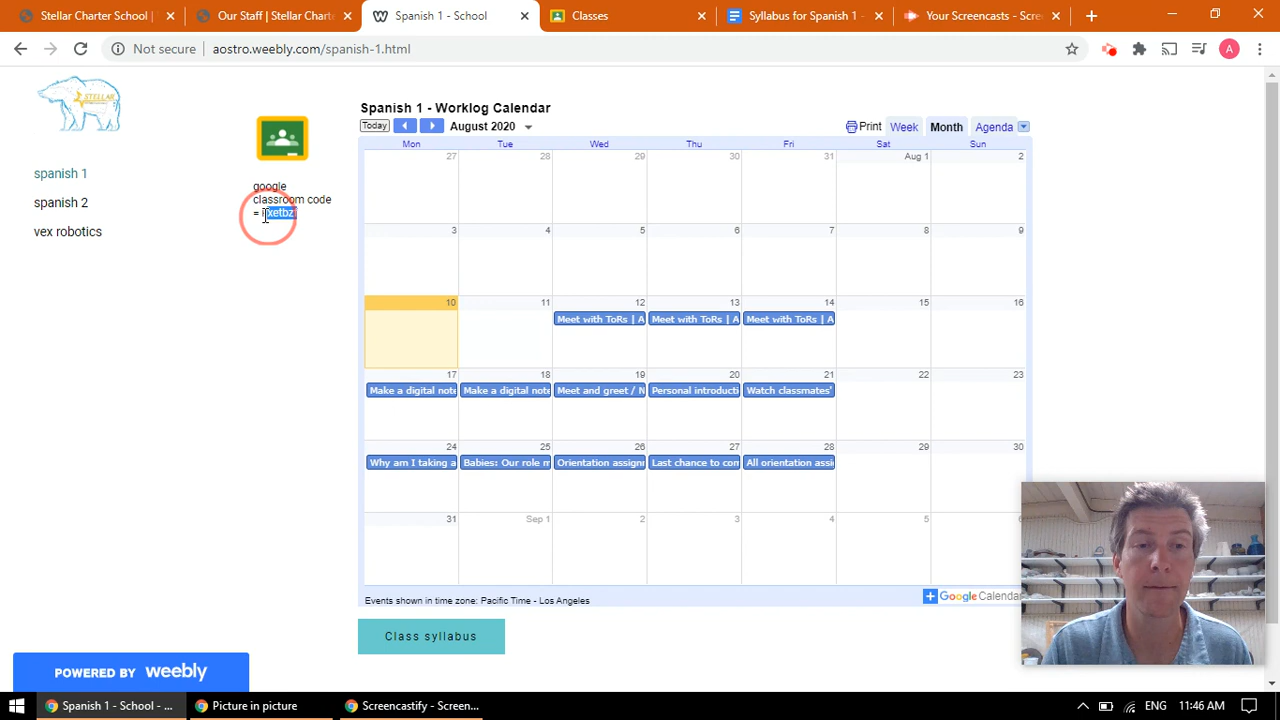 Stellar Charter School |
Our Staff | Stellar Charte
Spanish 1 - School
Classes
Syllabus for Spanish 1 -
Your Screencasts - Scre
Not secure | aostro.weebly.com/spanish-1.html
A
STELLAR
spanish 1
spanish 2
vex robotics
google
classroom code
Spanish 1 - Worklog Calendar
Today August 2020 Print Week Month Agenda
Mon Tue Wed Thu Fri Sat Sun
27 28 29 30 31 Aug 1 2
3 4 5 6 7 8 9
10 11 12 13 14 15 16
Meet with ToRs | A Meet with ToRs | A Meet with ToRs | A
17 18 19 20 21 22 23
Make a digital note Make a digital note Meet and greet / N Personal introducti Watch classmates'
24 25 26 27 28 29 30
Why am I taking a Babies: Our role m Orientation assign Last chance to com All orientation assi
31 Sep 1 2 3 4 5
Events shown in time zone: Pacific Time - Los Angeles
Google Calendar
Class syllabus
POWERED BY weebly
Spanish 1 - School - ...
Picture in picture
Screencastify - Screen...
ENG
11:46 AM